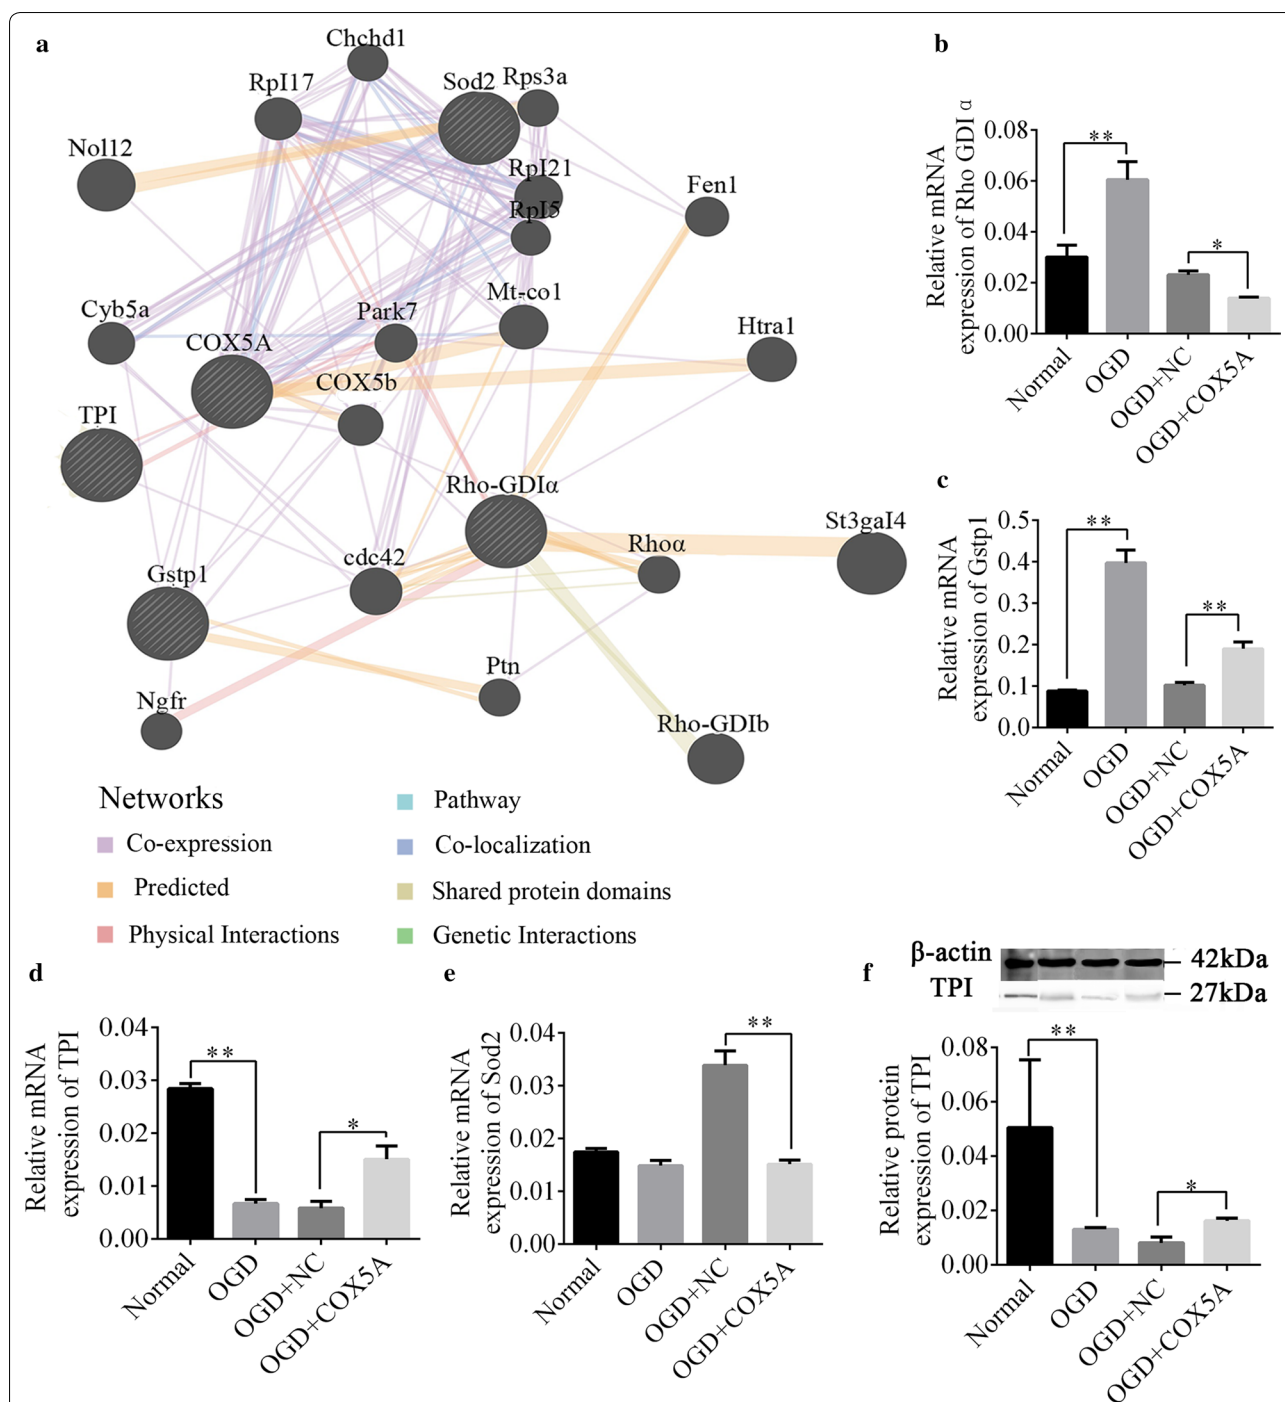 a
Chchd1
RpI17
Sod2
Rps3a
Nol12
RpI21
Fen1
RpI5
Mt-co1
Cyb5a
Park7
Htra1
COX5A
COX5b
TPI
Rho-GDIα
St3gaI4
Rhoα
cdc42
Gstp1
Ptn
Ngfr
Rho-GDIb
Networks
Pathway
Co-expression
Co-localization
Predicted
Shared protein domains
Physical Interactions
Genetic Interactions
b
Relative mRNA
expression of Rho GDI α
0.08
0.06
0.04
0.02
0.00
**
*
Normal
OGD
OGD+NC
OGD+COX5A
c
Relative mRNA
expression of Gstp1
0.5
0.4
0.3
0.2
0.1
0.0
**
**
Normal
OGD
OGD+NC
OGD+COX5A
d
Relative mRNA
expression of TPI
0.04
0.03
0.02
0.01
0.00
**
*
Normal
OGD
OGD+NC
OGD+COX5A
e
Relative mRNA
expression of Sod2
0.04
0.03
0.02
0.01
0.00
**
Normal
OGD
OGD+NC
OGD+COX5A
f
β-actin
42kDa
TPI
27kDa
Relative protein
expression of TPI
0.08
0.06
0.04
0.02
0.00
**
*
Normal
OGD
OGD+NC
OGD+COX5A